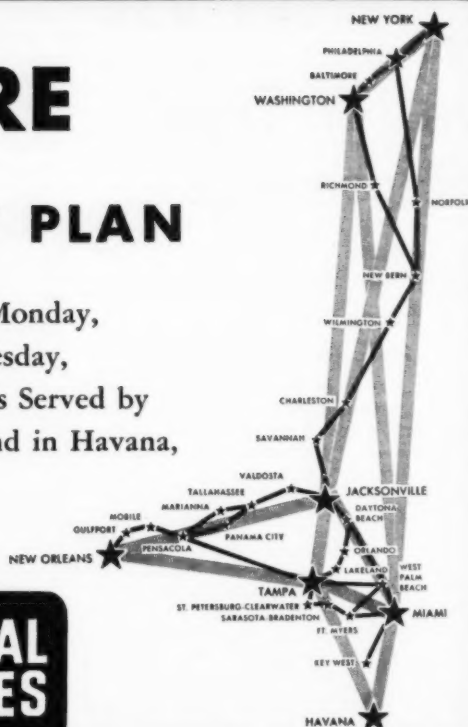 RE
PLAN
Monday,
esday,
s Served by
nd in Havana,
AL
ES
NEW YORK
PHILADELPHIA
BALTIMORE
WASHINGTON
RICHMOND
NORFOLK
NEW BERN
WILMINGTON
CHARLESTON
SAVANNAH
VALDOSTA
JACKSONVILLE
TALLAHASSEE
MARIANNA
DAYTONA
BEACH
MOBILE
GULFPORT
PENSACOLA
PANAMA CITY
ORLANDO
NEW ORLEANS
LAKELAND
WEST
PALM
BEACH
TAMPA
ST. PETERSBURG-CLEARWATER
SARASOTA-BRADENTON
MIAMI
FT. MYERS
KEY WEST
HAVANA